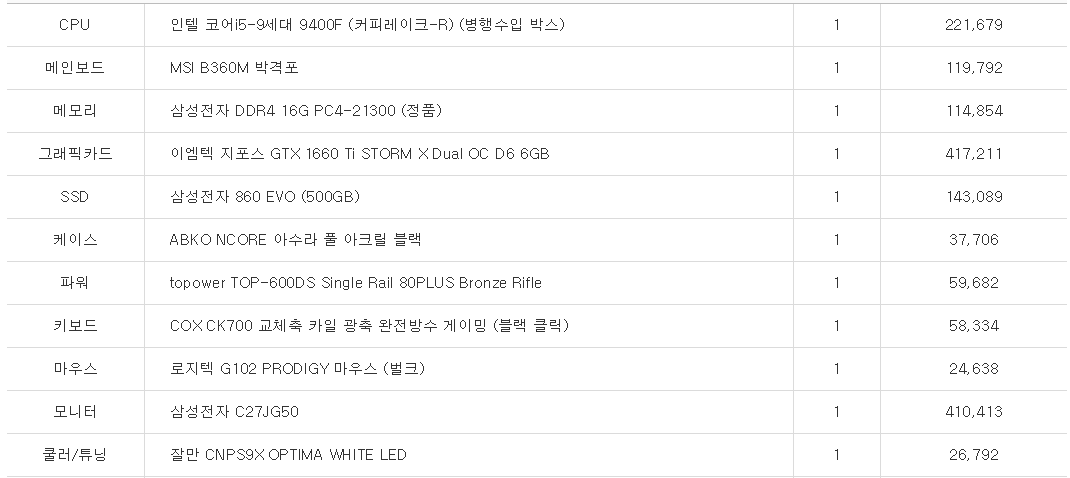 CPU 인텔 코어i5-9세대 9400F (커피레이크-R) (병행수입 박스) 1 221,679
메인보드 MSI B360M 박격포 1 119,792
메모리 삼성전자 DDR4 16G PC4-21300 (정품) 1 114,854
그래픽카드 이엠텍 지포스 GTX 1660 Ti STORM X Dual OC D6 6GB 1 417,211
SSD 삼성전자 860 EVO (500GB) 1 143,089
케이스 ABKO NCORE 아수라 풀 아크릴 블랙 1 37,706
파워 topower TOP-600DS Single Rail 80PLUS Bronze Rifle 1 59,682
키보드 COX CK700 교체축 카일 광축 완전방수 게이밍 (블랙 클릭) 1 58,334
마우스 로지텍 G102 PRODIGY 마우스 (벌크) 1 24,638
모니터 삼성전자 C27JG50 1 410,413
쿨러/튜닝 잘만 CNPS9X OPTIMA WHITE LED 1 26,792